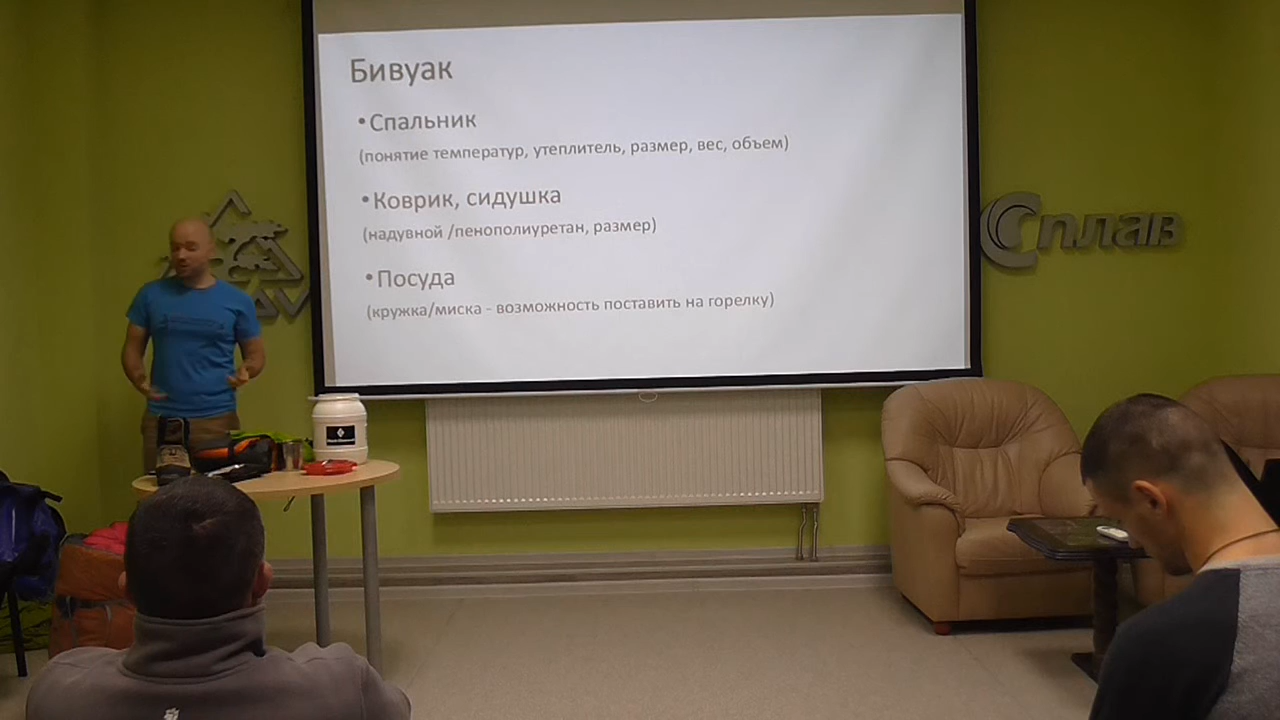 Бивуак
•Спальник
(понятие температур, утеплитель, размер, вес, объем)
•Коврик, сидушка
(надувной /пенополиуретан, размер)
•Посуда
(кружка/миска - возможность поставить на горелку)
Сплав